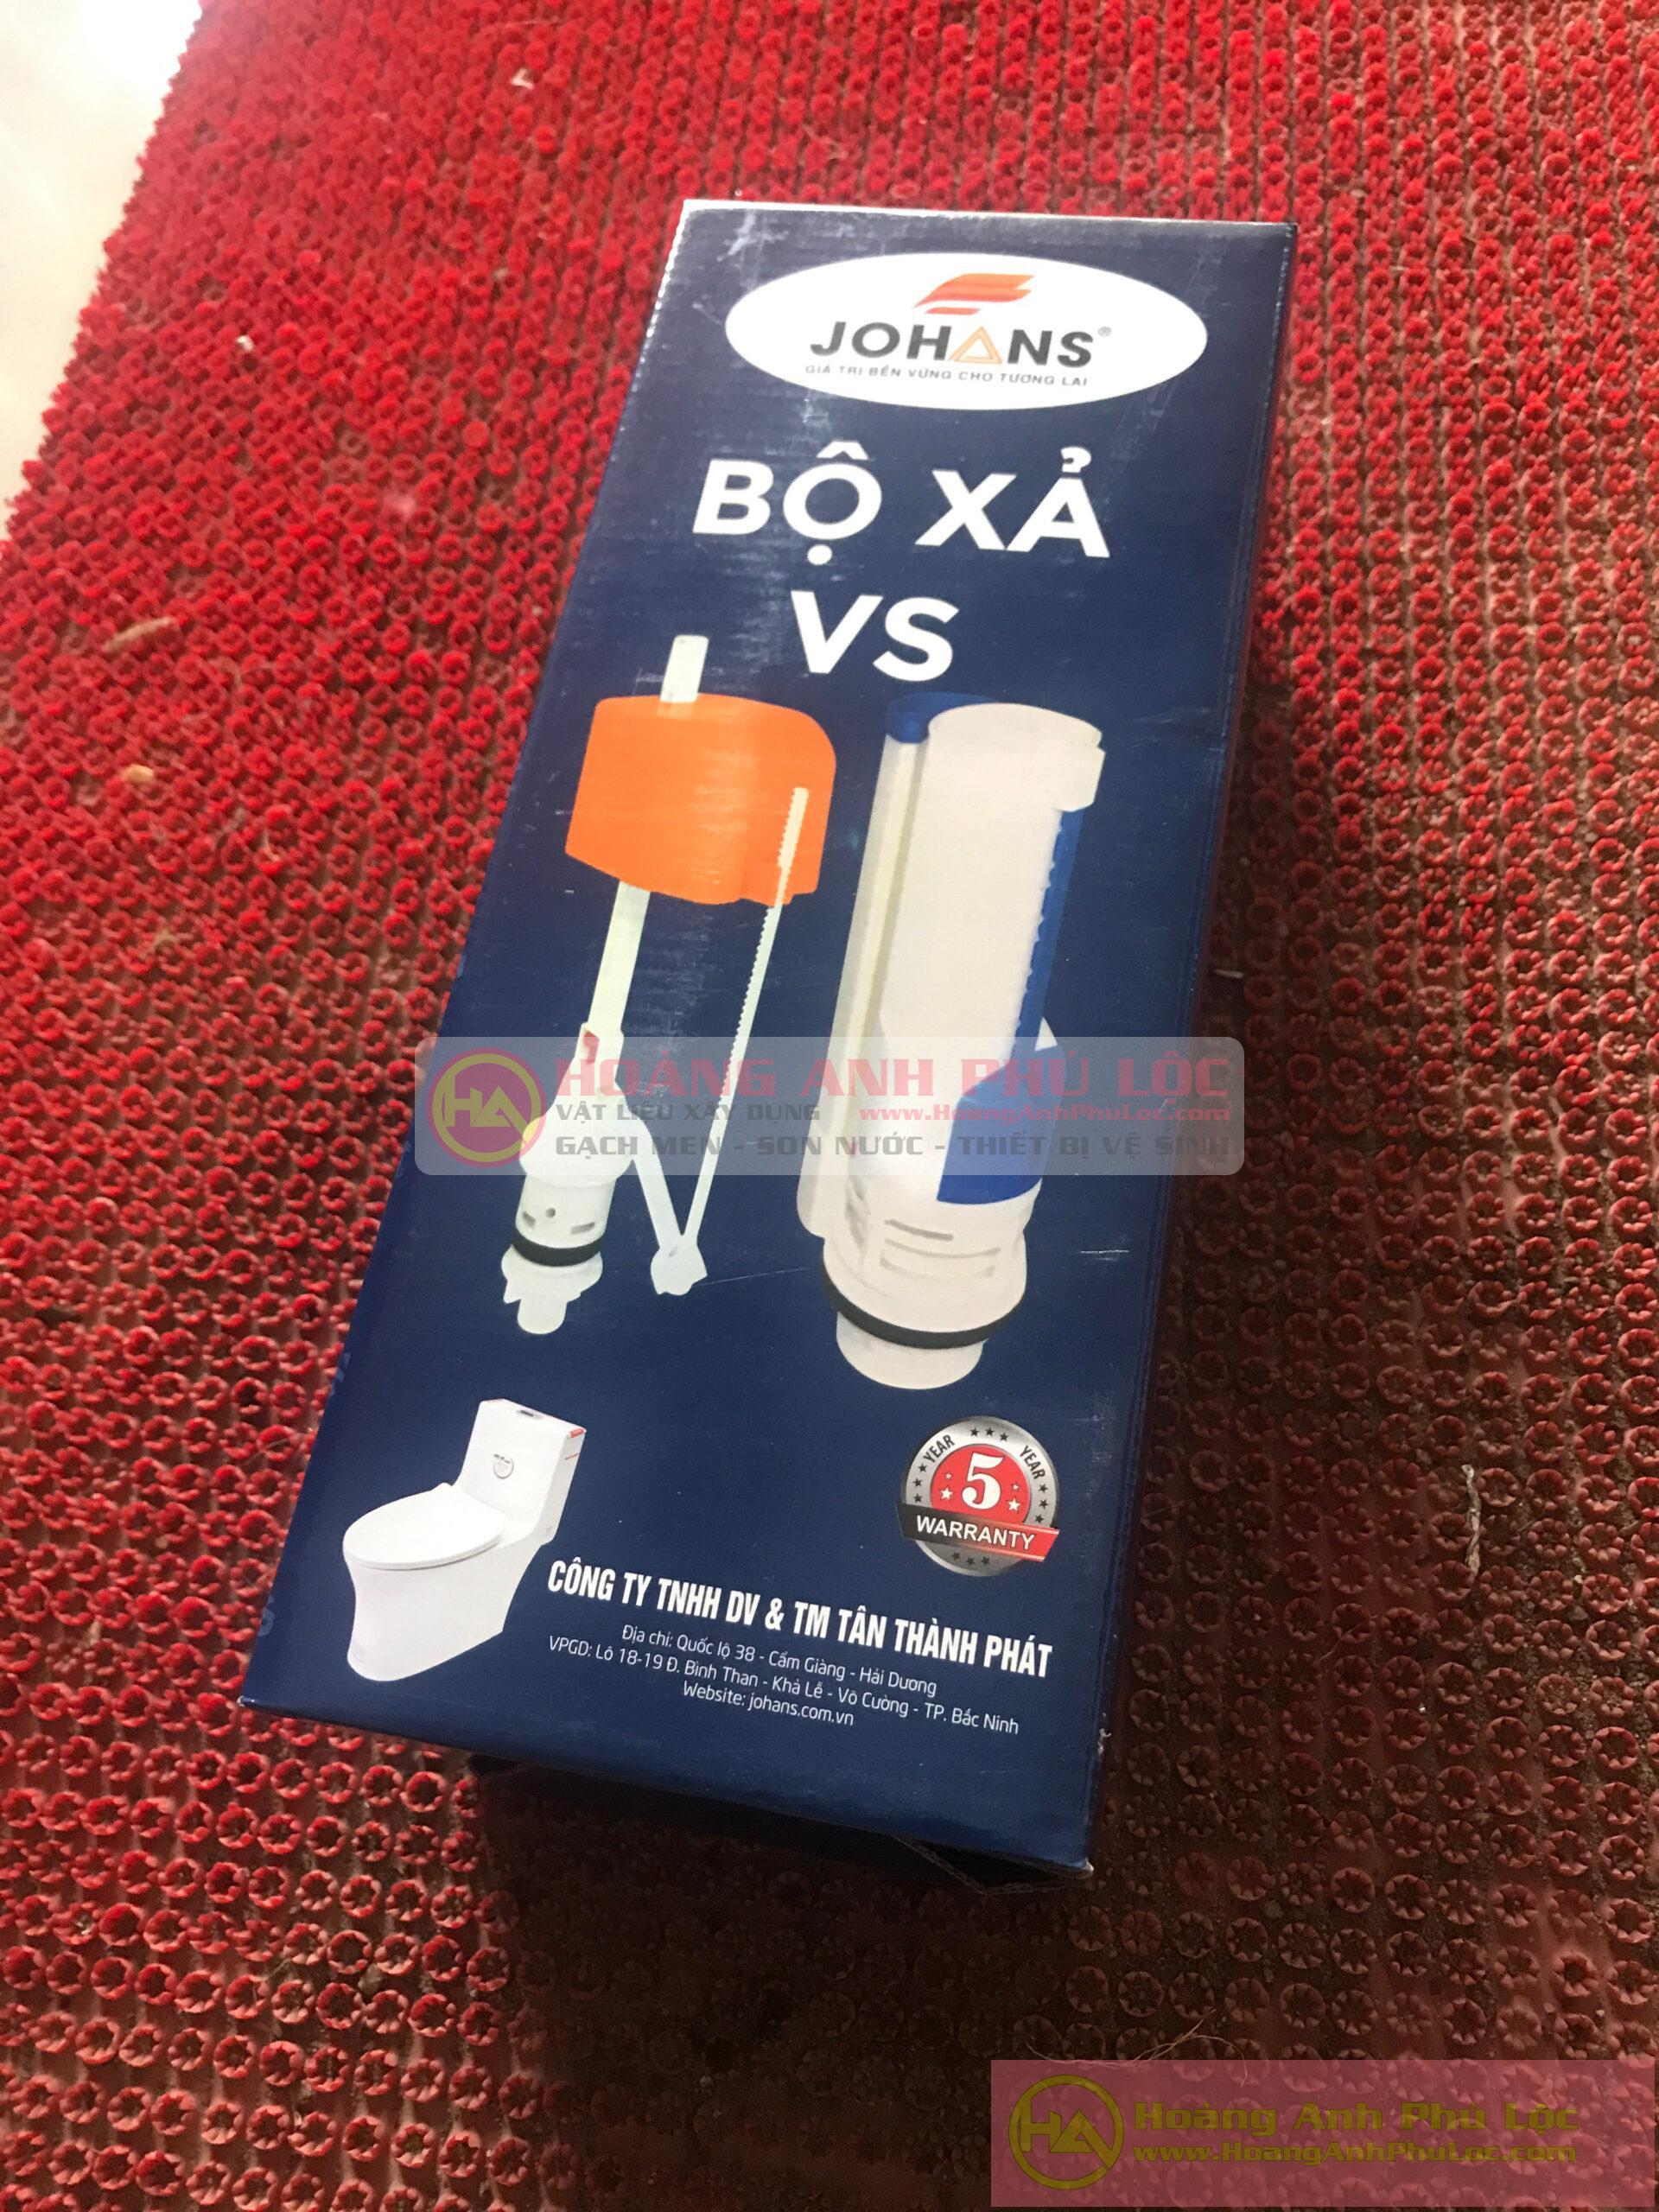 JOHANS®
GIÁ TRỊ BỀN VỮNG CHO TƯƠNG LAI
BỘ XẢ
VS
HOÀNG ANH PHÚ LỘC
VẬT LIỆU XÂY DỰNG www.HoangAnhPhuLoc.com
GẠCH MEN - SƠN NƯỚC - THIẾT BỊ VỆ SINH
YEAR YEAR
5
WARRANTY
CÔNG TY TNHH DV & TM TÂN THÀNH PHÁT
Địa chỉ: Quốc lộ 38 - Cẩm Giàng - Hải Dương
VPGD: Lô 18-19 Đ. Bình Than - Khả Lễ - Võ Cường - TP. Bắc Ninh
Website: johans.com.vn
Hoàng Anh Phú Lộc
www.HoangAnhPhuLoc.com